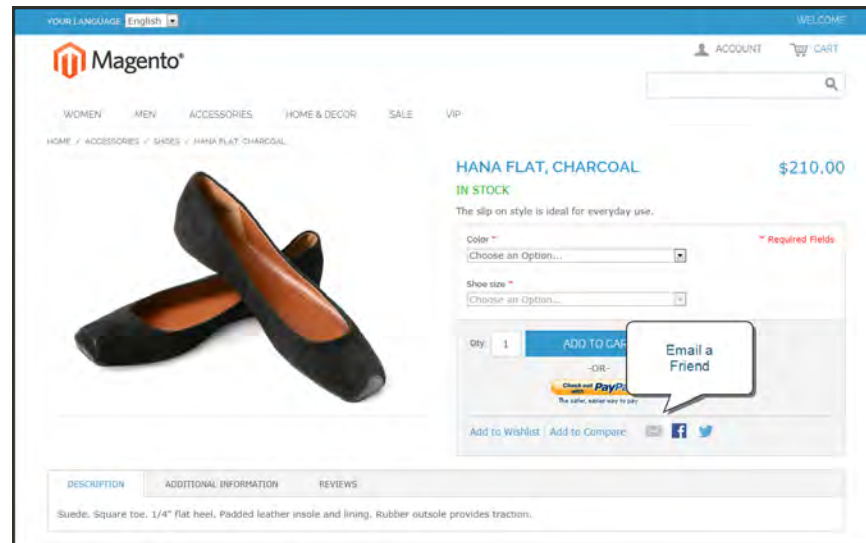 YOUR LANGUAGE English WELCOME
Magento®
ACCOUNT CART
WOMEN MEN ACCESSORIES HOME & DECOR SALE VIP
HOME / ACCESSORIES / SHOES / HANA FLAT, CHARCOAL
HANA FLAT, CHARCOAL $210.00
IN STOCK
The slip on style is ideal for everyday use.
Color * * Required Fields
Choose an Option...
Shoe size *
Choose an Option...
Qty: 1 ADD TO CAR
Email a
Friend
-OR-
Check out with PayPa
The safer, easier way to pay
Add to Wishlist Add to Compare
DESCRIPTION ADDITIONAL INFORMATION REVIEWS
Suede. Square toe. 1/4" flat heel. Padded leather insole and lining. Rubber outsole provides traction.